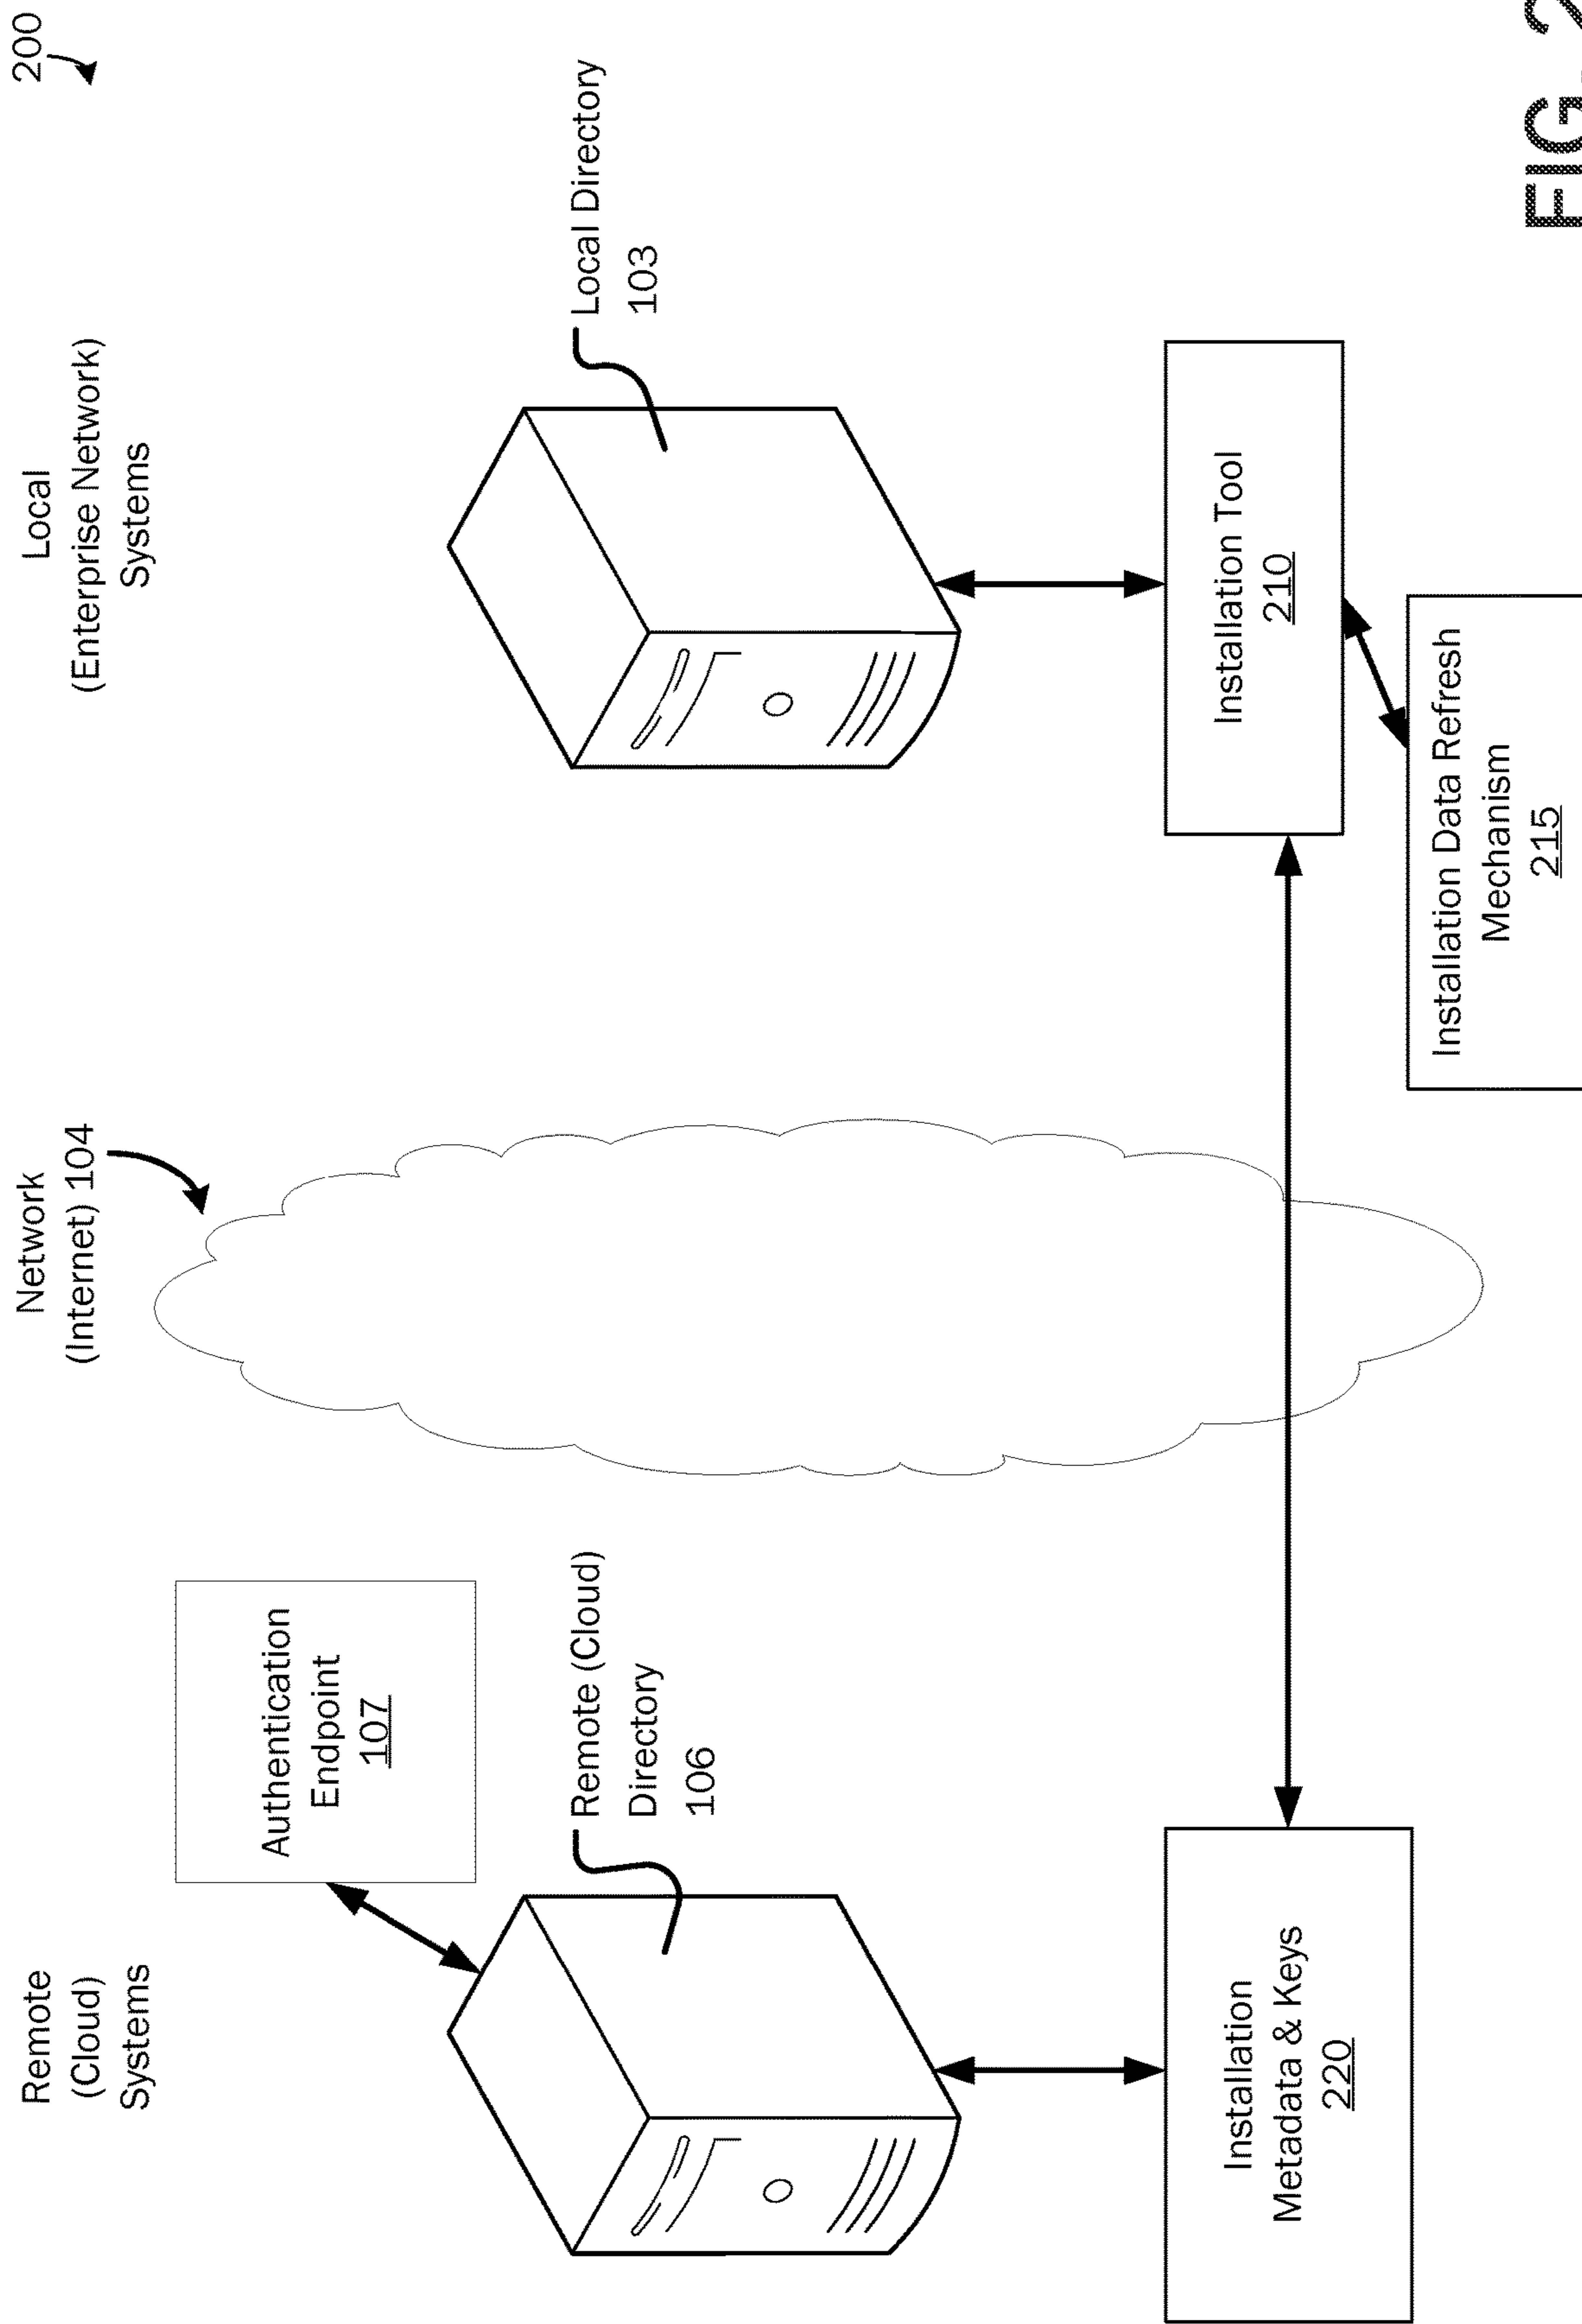 200
Remote
(Cloud)
Systems
Network
(Internet) 104
Local
(Enterprise Network)
Systems
Authentication
Endpoint
107
Remote (Cloud)
Directory
106
Local Directory
103
Installation
Metadata & Keys
220
Installation Tool
210
Installation Data Refresh
Mechanism
215
FIG. 2